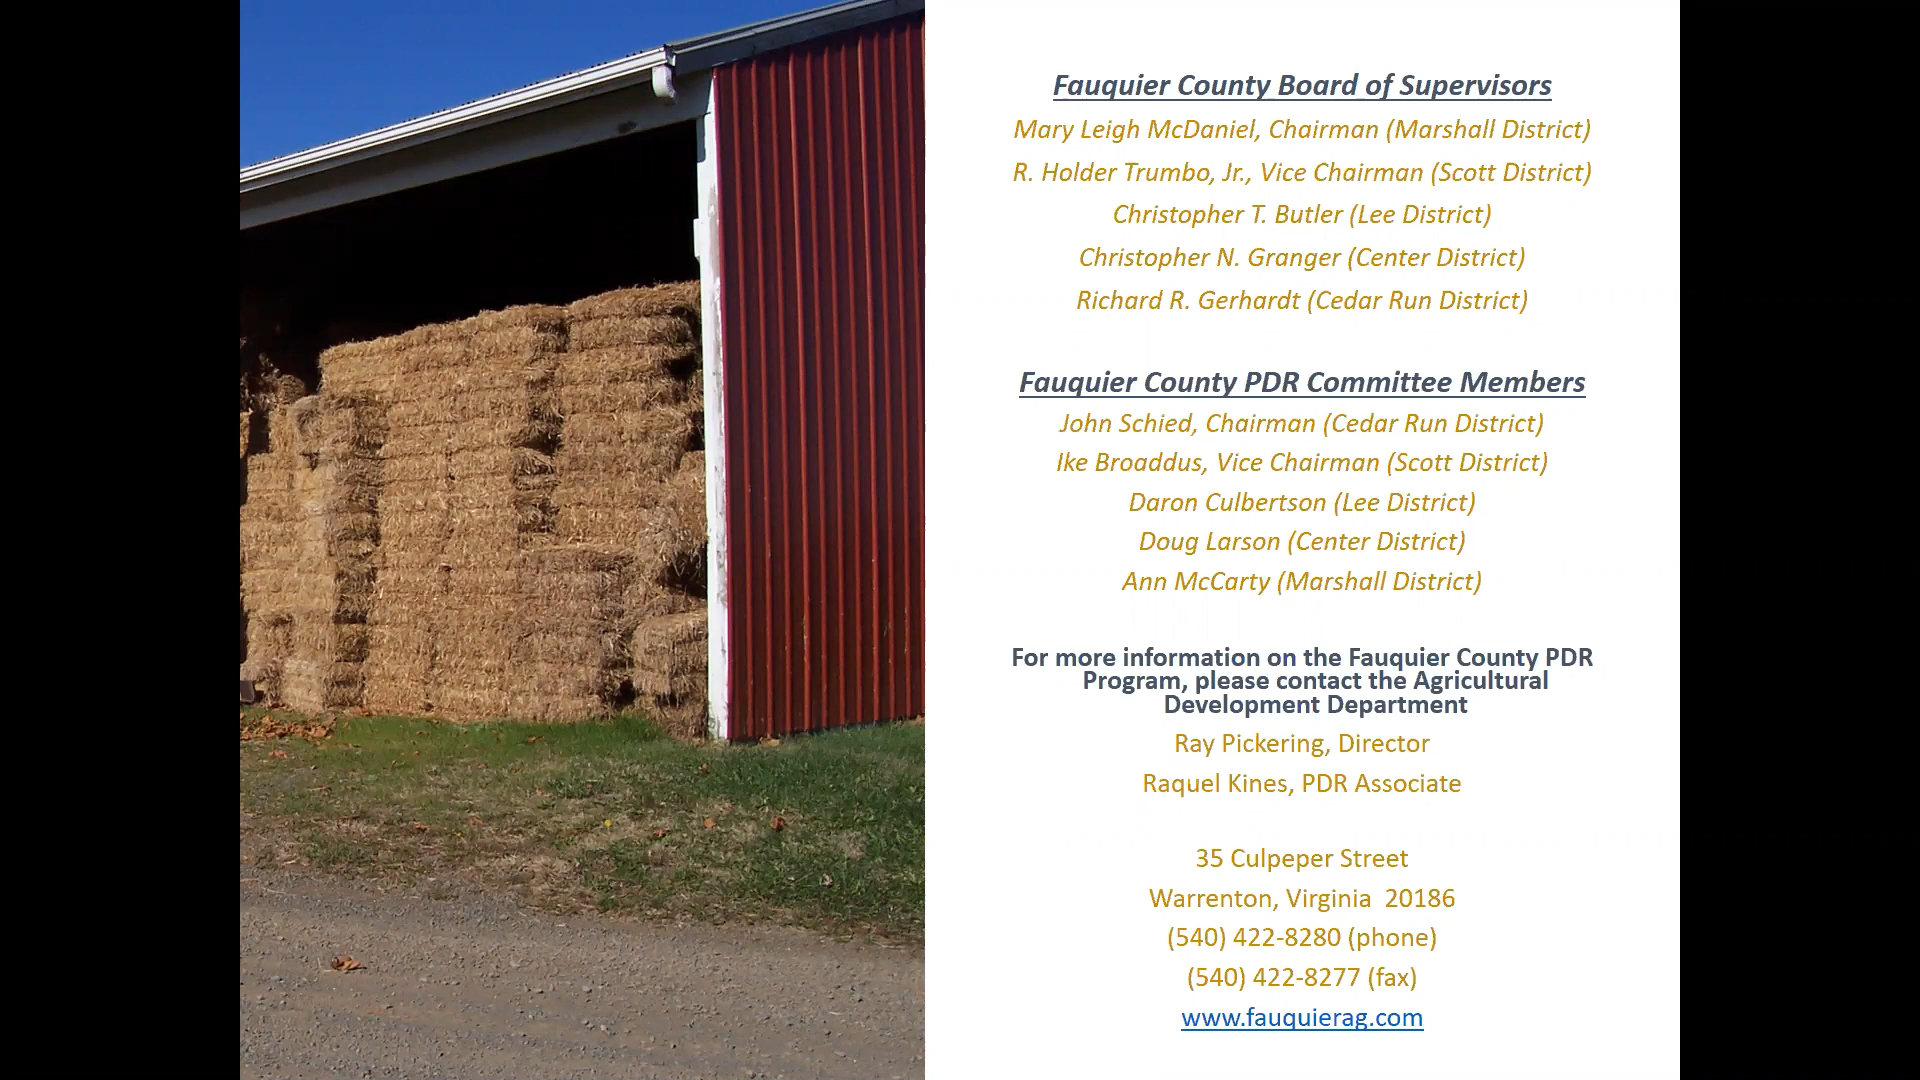 Fauquier County Board of Supervisors
Mary Leigh McDaniel, Chairman (Marshall District)
R. Holder Trumbo, Jr., Vice Chairman (Scott District)
Christopher T. Butler (Lee District)
Christopher N. Granger (Center District)
Richard R. Gerhardt (Cedar Run District)
Fauquier County PDR Committee Members
John Schied, Chairman (Cedar Run District)
Ike Broaddus, Vice Chairman (Scott District)
Daron Culbertson (Lee District)
Doug Larson (Center District)
Ann McCarty (Marshall District)
For more information on the Fauquier County PDR
Program, please contact the Agricultural
Development Department
Ray Pickering, Director
Raquel Kines, PDR Associate
35 Culpeper Street
Warrenton, Virginia  20186
(540) 422-8280 (phone)
(540) 422-8277 (fax)
www.fauquierag.com